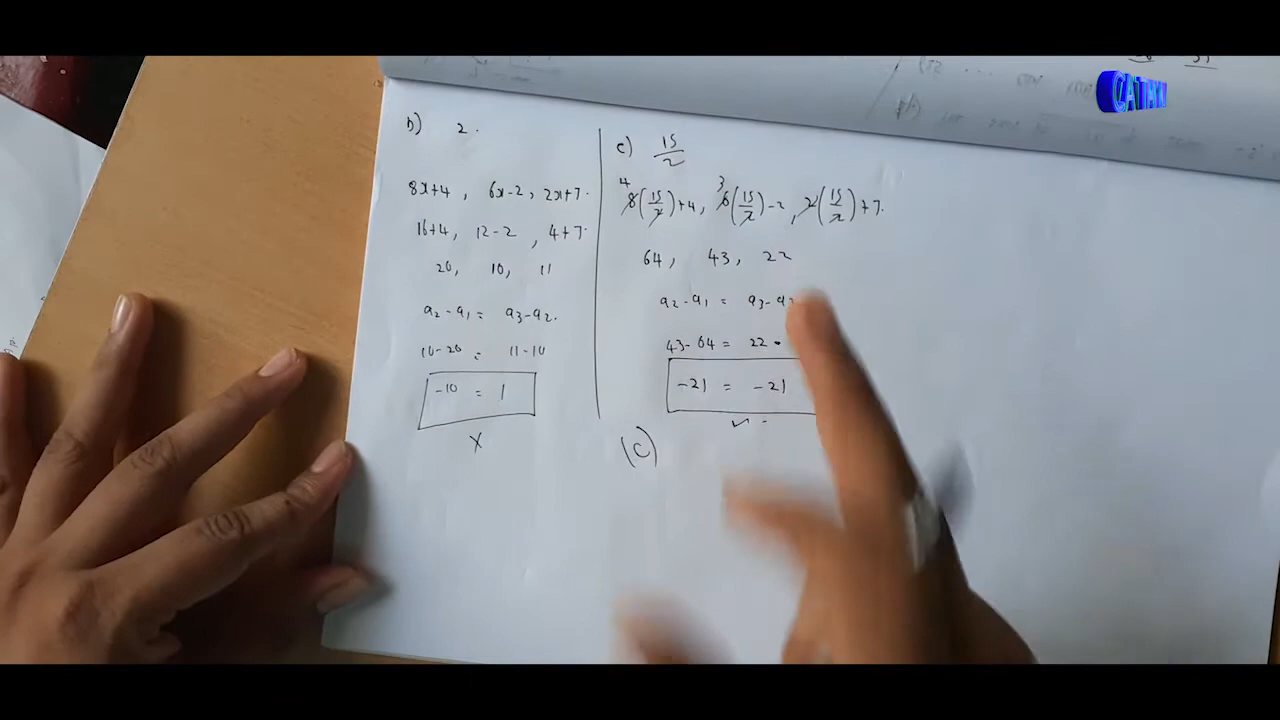 CATAM
b) 2.
8x+4, 6x-2, 2x+7.
16+4, 12-2, 4+7.
20, 10, 11
a₂-a₁ = a₃-a₂.
10-20 = 11-10
-10 = 1
X
c) 15/2
4 8(15/2)+4, 3 6(15/2)-2, 2(15/2)+7.
64, 43, 22
a₂-a₁ = a₃-a₂
43-64 = 22-
-21 = -21
✓
(C)